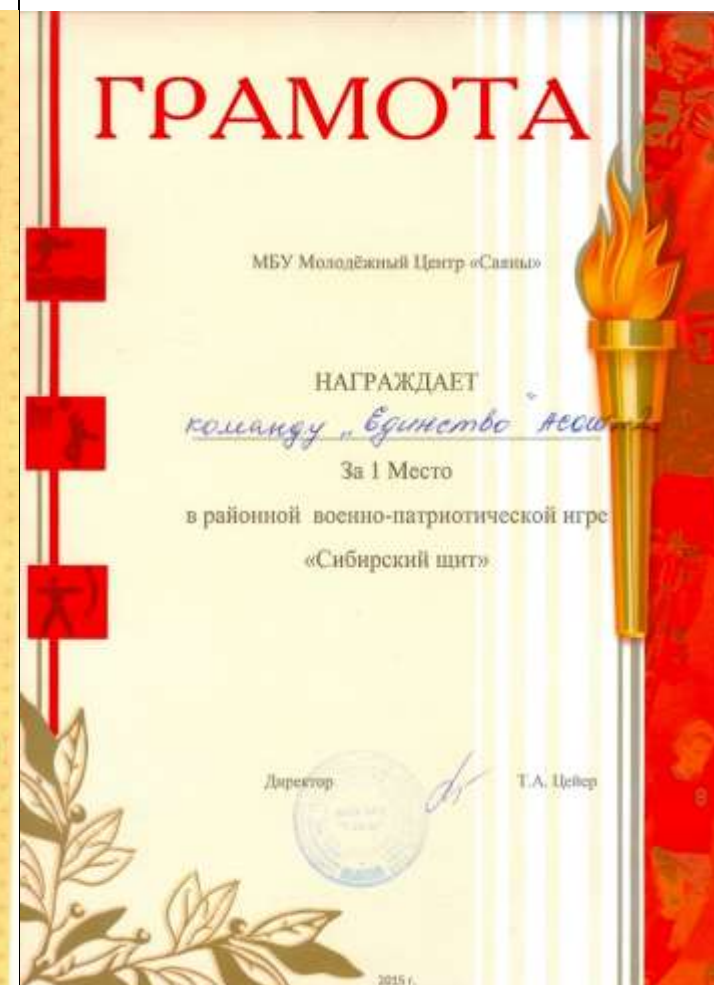 ГРАМОТА
МБУ Молодёжный Центр «Саяны»
НАГРАЖДАЕТ
команду „Единство"
За 1 Место
в районной военно-патриотической игре
«Сибирский щит»
Директор Т.А. Цейер
2015 г.